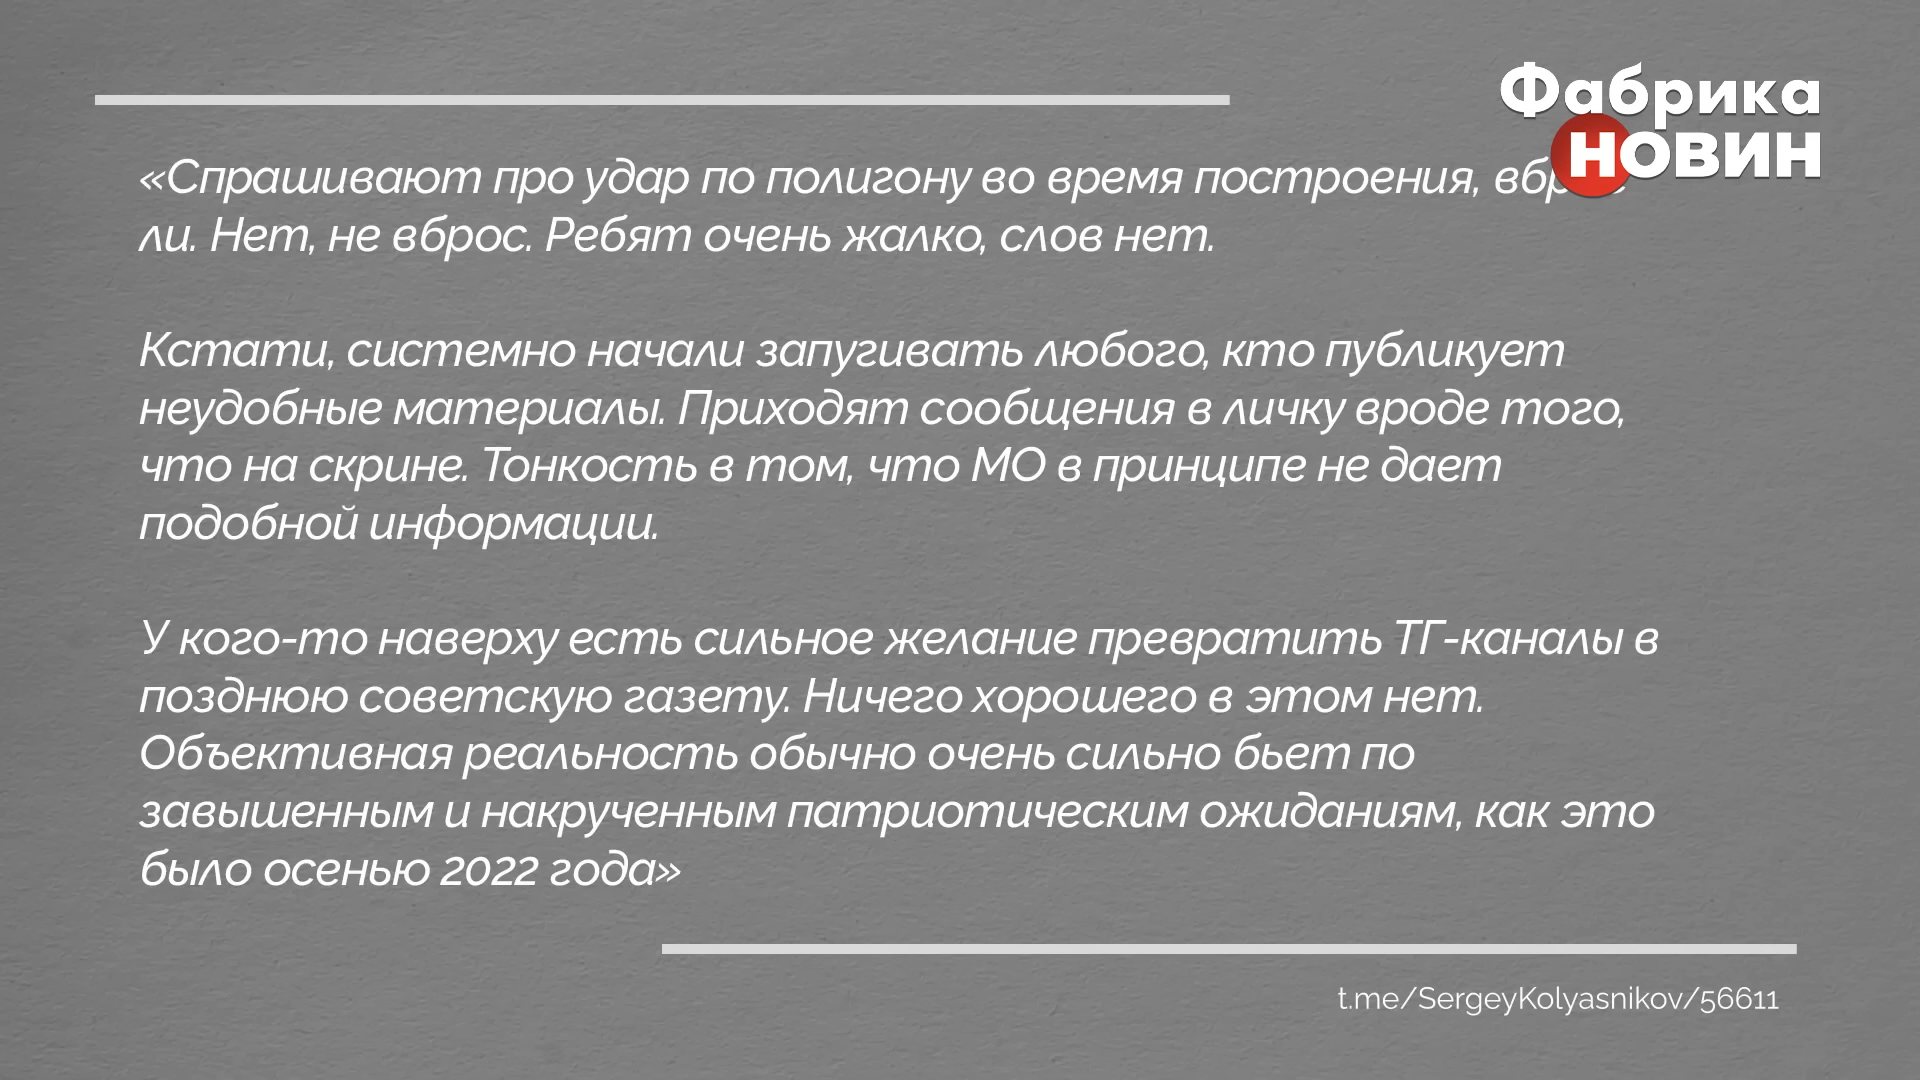 Фабрика
новин
«Спрашивают про удар по полигону во время построения,
ли. Нет, не вброс. Ребят очень жалко, слов нет.
Кстати, системно начали запугивать любого, кто публикует
неудобные материалы. Приходят сообщения в личку вроде того,
что на скрине. Тонкость в том, что МО в принципе не дает
подобной информации.
У кого-то наверху есть сильное желание превратить ТГ-каналы в
позднюю советскую газету. Ничего хорошего в этом нет.
Объективная реальность обычно очень сильно бьет по
завышенным и накрученным патриотическим ожиданиям, как это
было осенью 2022 года»
t.me/SergeyKolyasnikov/56611